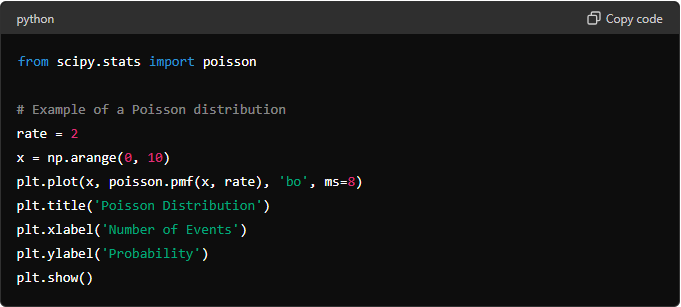 python
Copy code
from scipy.stats import poisson
# Example of a Poisson distribution
rate = 2
x = np.arange(0, 10)
plt.plot(x, poisson.pmf(x, rate), 'bo', ms=8)
plt.title('Poisson Distribution')
plt.xlabel('Number of Events')
plt.ylabel('Probability')
plt.show()